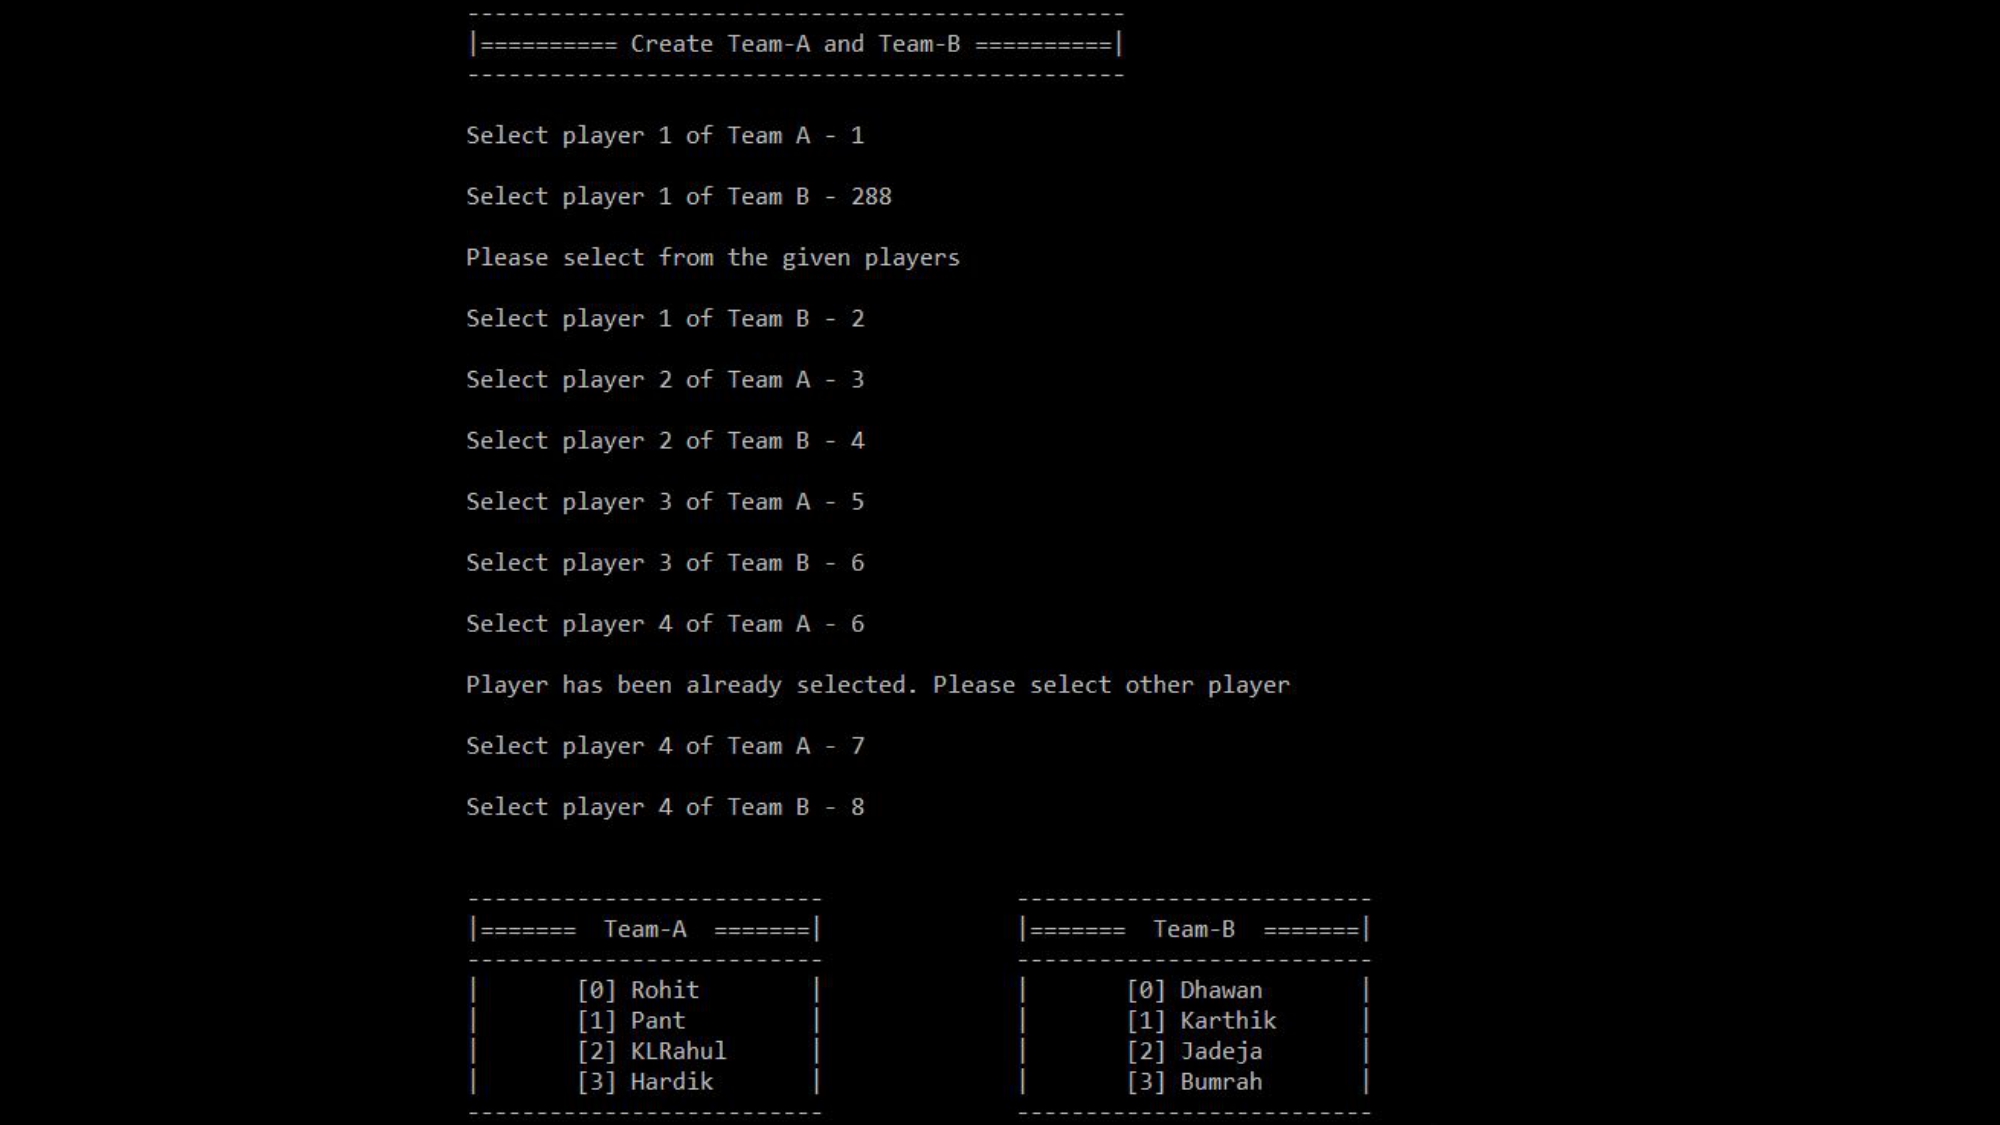 ------------------------------------------------
|========== Create Team-A and Team-B ==========|
------------------------------------------------
Select player 1 of Team A - 1
Select player 1 of Team B - 288
Please select from the given players
Select player 1 of Team B - 2
Select player 2 of Team A - 3
Select player 2 of Team B - 4
Select player 3 of Team A - 5
Select player 3 of Team B - 6
Select player 4 of Team A - 6
Player has been already selected. Please select other player
Select player 4 of Team A - 7
Select player 4 of Team B - 8
--------------------------              --------------------------
|=======  Team-A  =======|              |=======  Team-B  =======|
--------------------------              --------------------------
|       [0] Rohit        |              |       [0] Dhawan       |
|       [1] Pant         |              |       [1] Karthik      |
|       [2] KLRahul      |              |       [2] Jadeja       |
|       [3] Hardik       |              |       [3] Bumrah       |
--------------------------              --------------------------